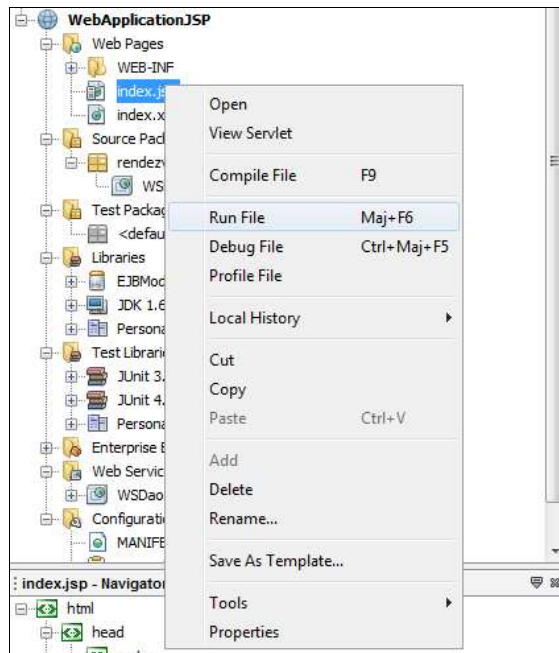 WebApplicationJSP
Web Pages
WEB-INF
index.js
index.x
Source Pac
rendez
WS
Test Packag
<defau
Libraries
EJBMod
JDK 1.6
Persona
Test Librari
JUnit 3.
JUnit 4.
Persona
Enterprise B
Web Servic
WSDao
Configurati
MANIFE
Open
View Servlet
Compile File F9
Run File Maj+F6
Debug File Ctrl+Maj+F5
Profile File
Local History
Cut
Copy
Paste Ctrl+V
Add
Delete
Rename...
Save As Template...
Tools
Properties
index.jsp - Navigator
html
head